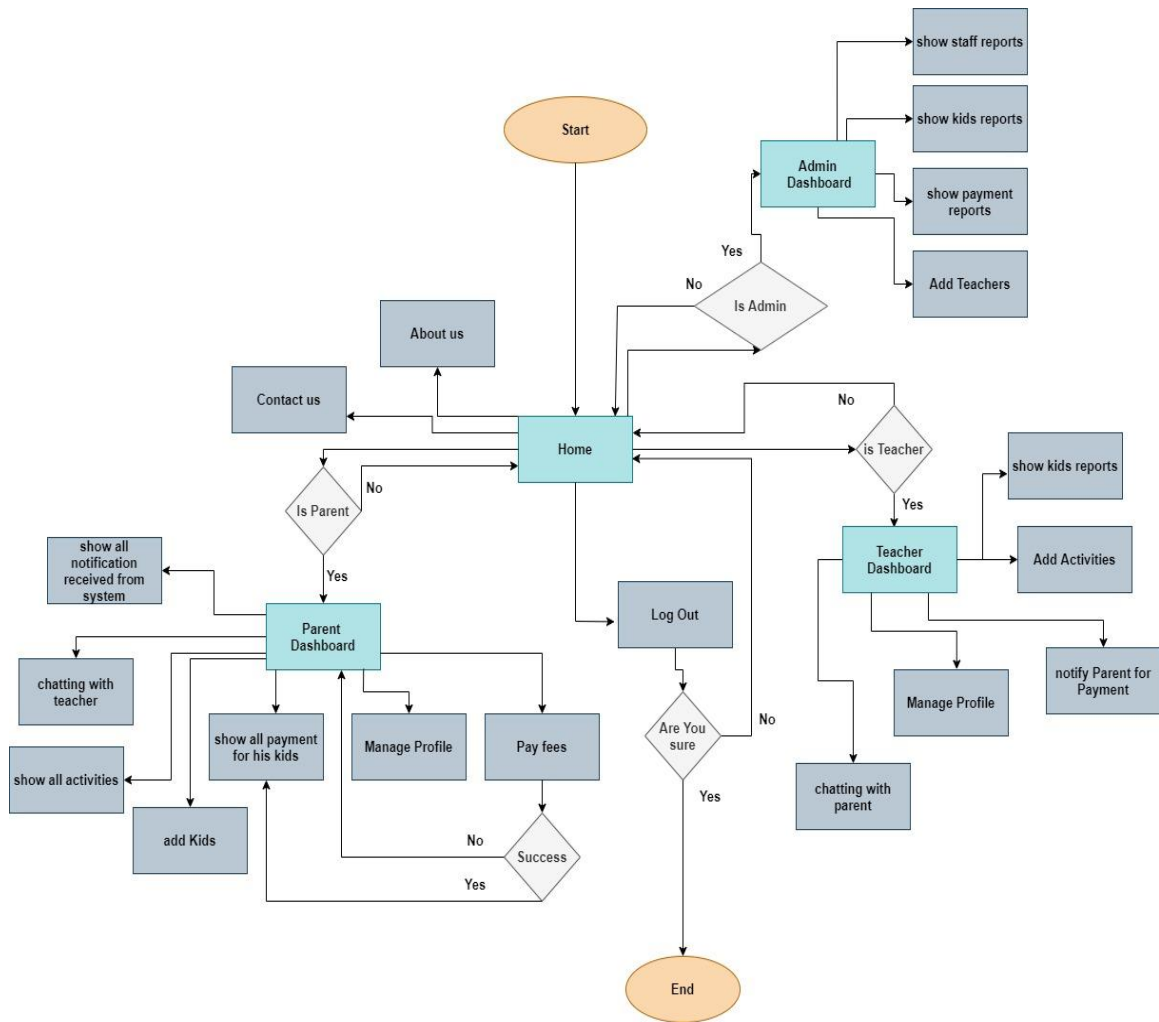 show staff reports
Start
show kids reports
Admin
Dashboard
show payment
reports
Yes
No
Add Teachers
Is Admin
About us
Contact us
No
Home
is Teacher
show kids reports
No
Is Parent
Yes
show all
notification
received from
system
Teacher
Dashboard
Add Activities
Yes
Log Out
Parent
Dashboard
chatting with
teacher
notify Parent for
Payment
Manage Profile
No
Are You
sure
show all payment
for his kids
Manage Profile
Pay fees
show all activities
Yes
chatting with
parent
add Kids
No
Success
Yes
End